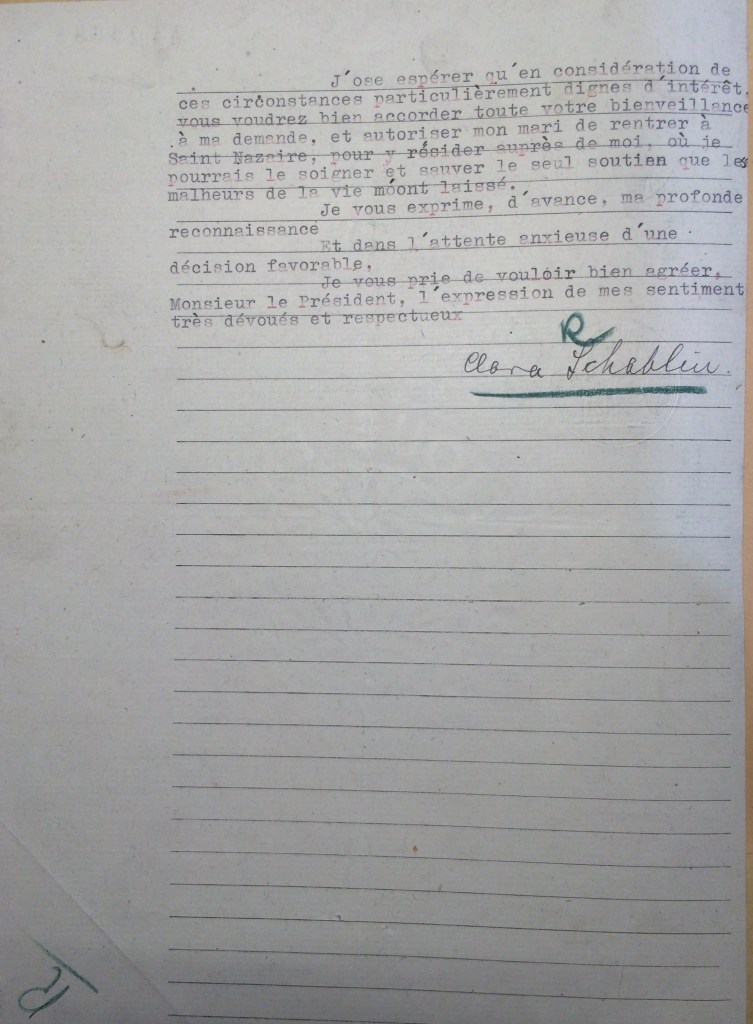 J'ose espérer qu'en considération de
ces circonstances particulièrement dignes d'intérêt,
vous voudrez bien accorder toute votre bienveillance
à ma demande, et autoriser mon mari de rentrer à
Saint Nazaire, pour y résider auprès de moi, où je
pourrais le soigner et sauver le seul soutien que les
malheurs de la vie móont laissé.
Je vous exprime, d'avance, ma profonde
reconnaissance
Et dans l'attente anxieuse d'une
décision favorable,
Je vous prie de vouloir bien agréer,
Monsieur le Président, l'expression de mes sentiment
très dévoués et respectueux
R
Clara Schablin.
R